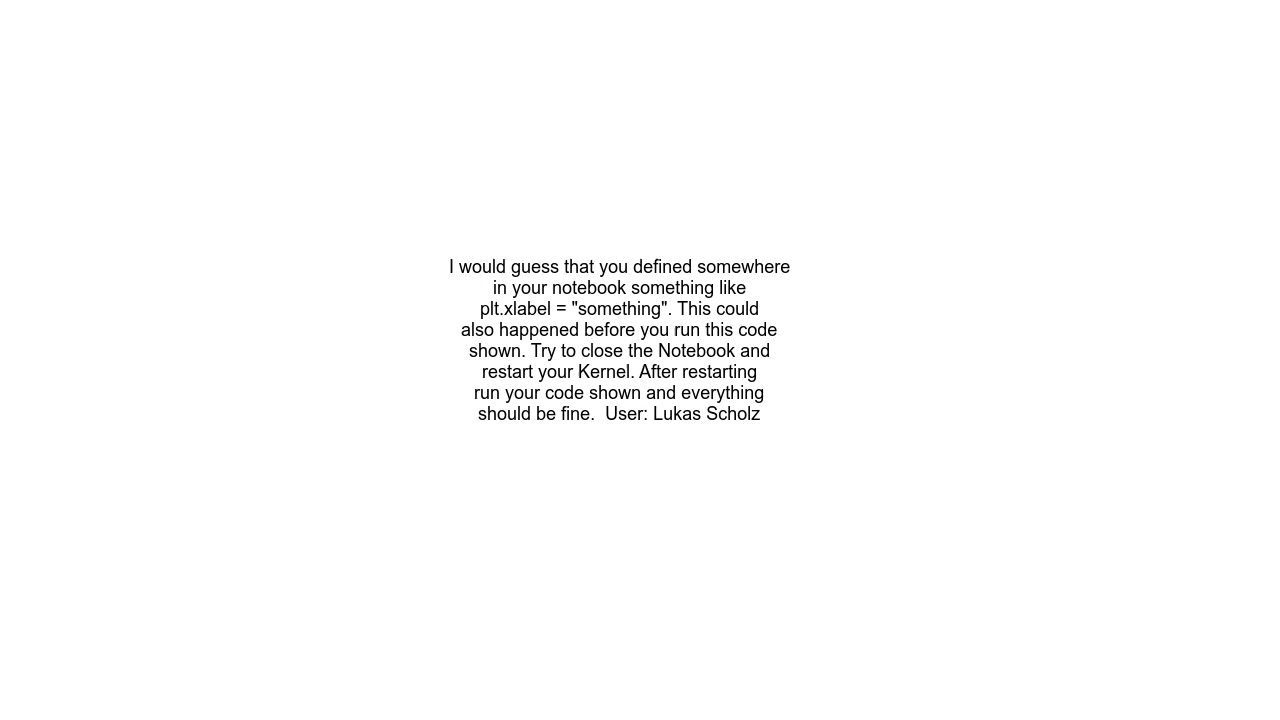 I would guess that you defined somewhere
in your notebook something like
plt.xlabel = "something". This could
also happened before you run this code
shown. Try to close the Notebook and
restart your Kernel. After restarting
run your code shown and everything
should be fine.  User: Lukas Scholz